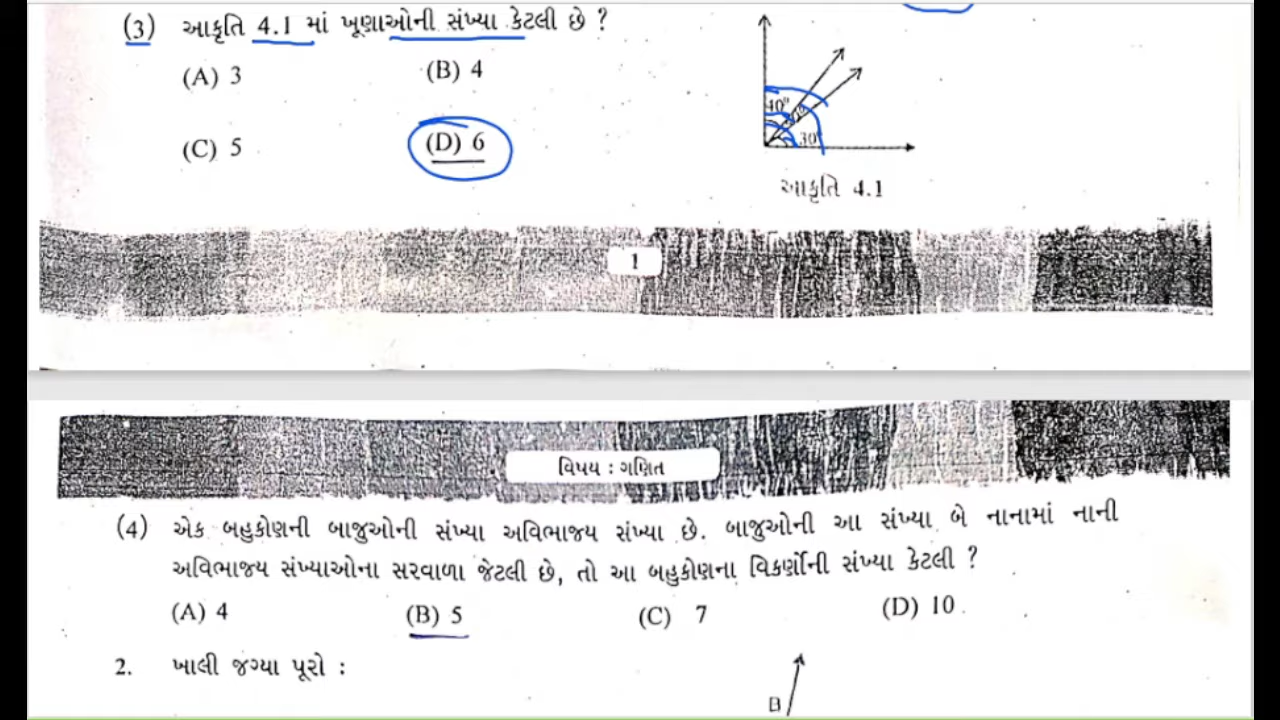 (3) આકૃતિ 4.1 માં ખૂણાઓની સંખ્યા કેટલી છે ?
(A) 3 (B) 4
(C) 5 (D) 6
40°
30°
આકૃતિ 4.1
1
વિષય : ગણિત
(4) એક બહુકોણની બાજુઓની સંખ્યા અવિભાજ્ય સંખ્યા છે. બાજુઓની આ સંખ્યા બે નાનામાં નાની
અવિભાજ્ય સંખ્યાઓના સરવાળા જેટલી છે, તો આ બહુકોણના વિકર્ણોની સંખ્યા કેટલી ?
(A) 4 (B) 5 (C) 7 (D) 10
2. ખાલી જગ્યા પૂરો :
B